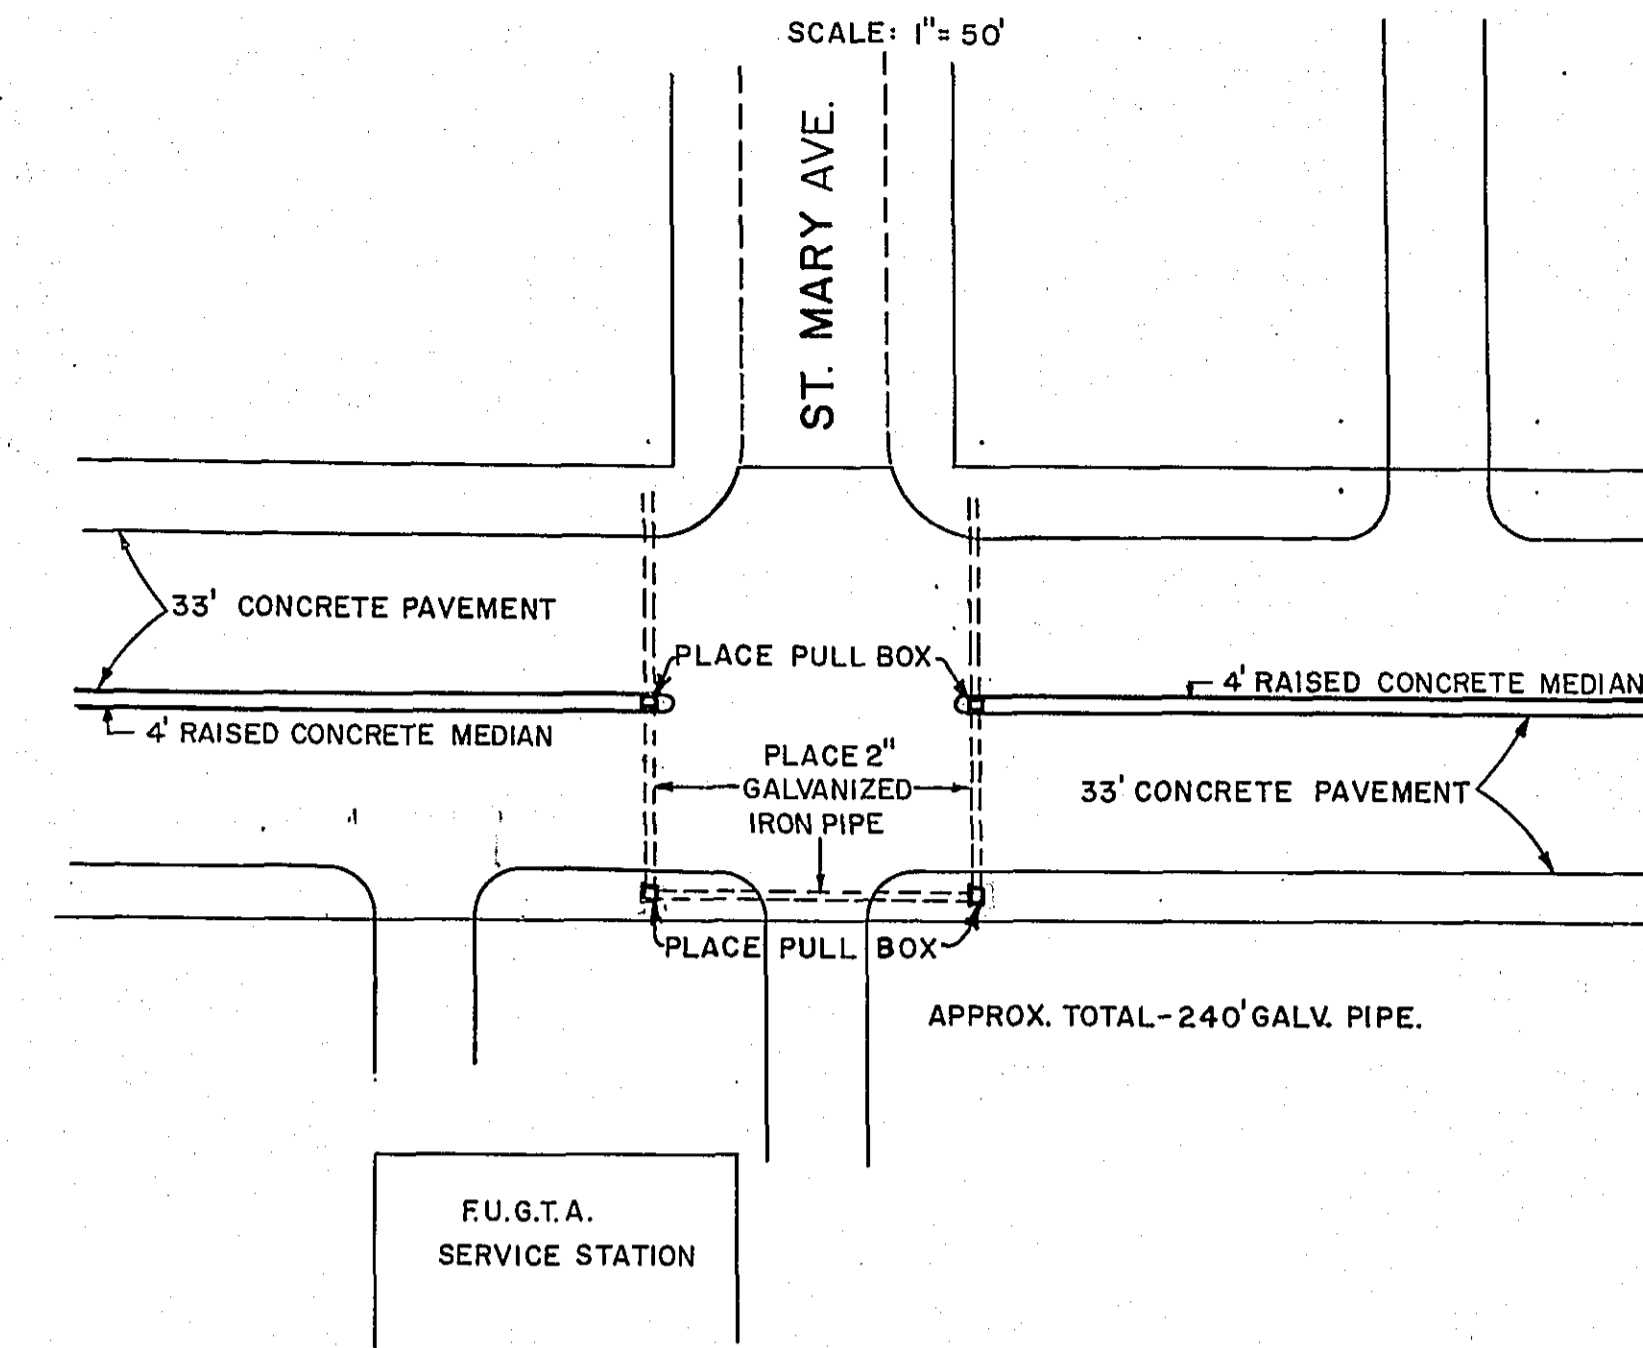 SCALE: 1"= 50'
ST. MARY AVE.
33' CONCRETE PAVEMENT
PLACE PULL BOX
4' RAISED CONCRETE MEDIAN
4' RAISED CONCRETE MEDIAN
PLACE 2"
GALVANIZED
IRON PIPE
33' CONCRETE PAVEMENT
PLACE PULL BOX
APPROX. TOTAL-240' GALV. PIPE.
F.U.G.T.A.
SERVICE STATION